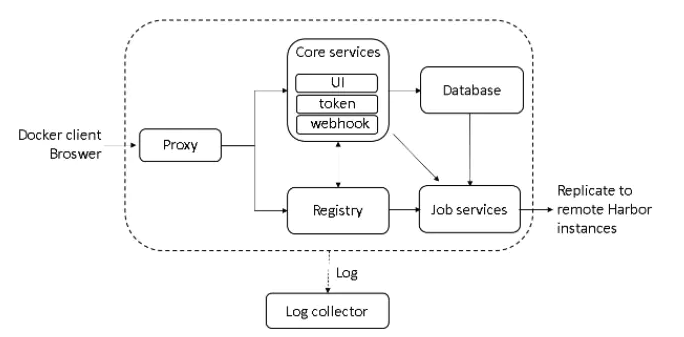 Core services
UI
token
webhook
Database
Docker client
Broswer
Proxy
Registry
Job services
Replicate to
remote Harbor
instances
Log
Log collector